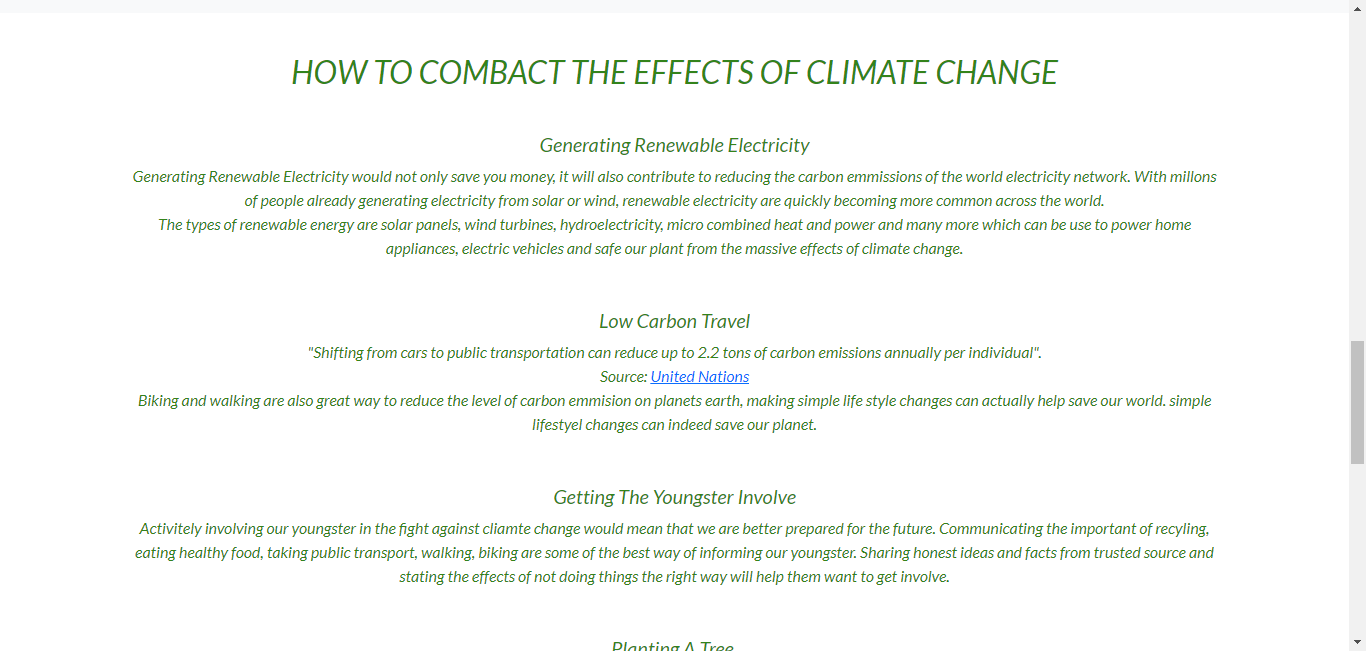 HOW TO COMBACT THE EFFECTS OF CLIMATE CHANGE
Generating Renewable Electricity
Generating Renewable Electricity would not only save you money, it will also contribute to reducing the carbon emmissions of the world electricity network. With millons
of people already generating electricity from solar or wind, renewable electricity are quickly becoming more common across the world.
The types of renewable energy are solar panels, wind turbines, hydroelectricity, micro combined heat and power and many more which can be use to power home
appliances, electric vehicles and safe our plant from the massive effects of climate change.
Low Carbon Travel
"Shifting from cars to public transportation can reduce up to 2.2 tons of carbon emissions annually per individual".
Source: United Nations
Biking and walking are also great way to reduce the level of carbon emmision on planets earth, making simple life style changes can actually help save our world. simple
lifestyel changes can indeed save our planet.
Getting The Youngster Involve
Activitely involving our youngster in the fight against cliamte change would mean that we are better prepared for the future. Communicating the important of recyling,
eating healthy food, taking public transport, walking, biking are some of the best way of informing our youngster. Sharing honest ideas and facts from trusted source and
stating the effects of not doing things the right way will help them want to get involve.
Planting A Tree